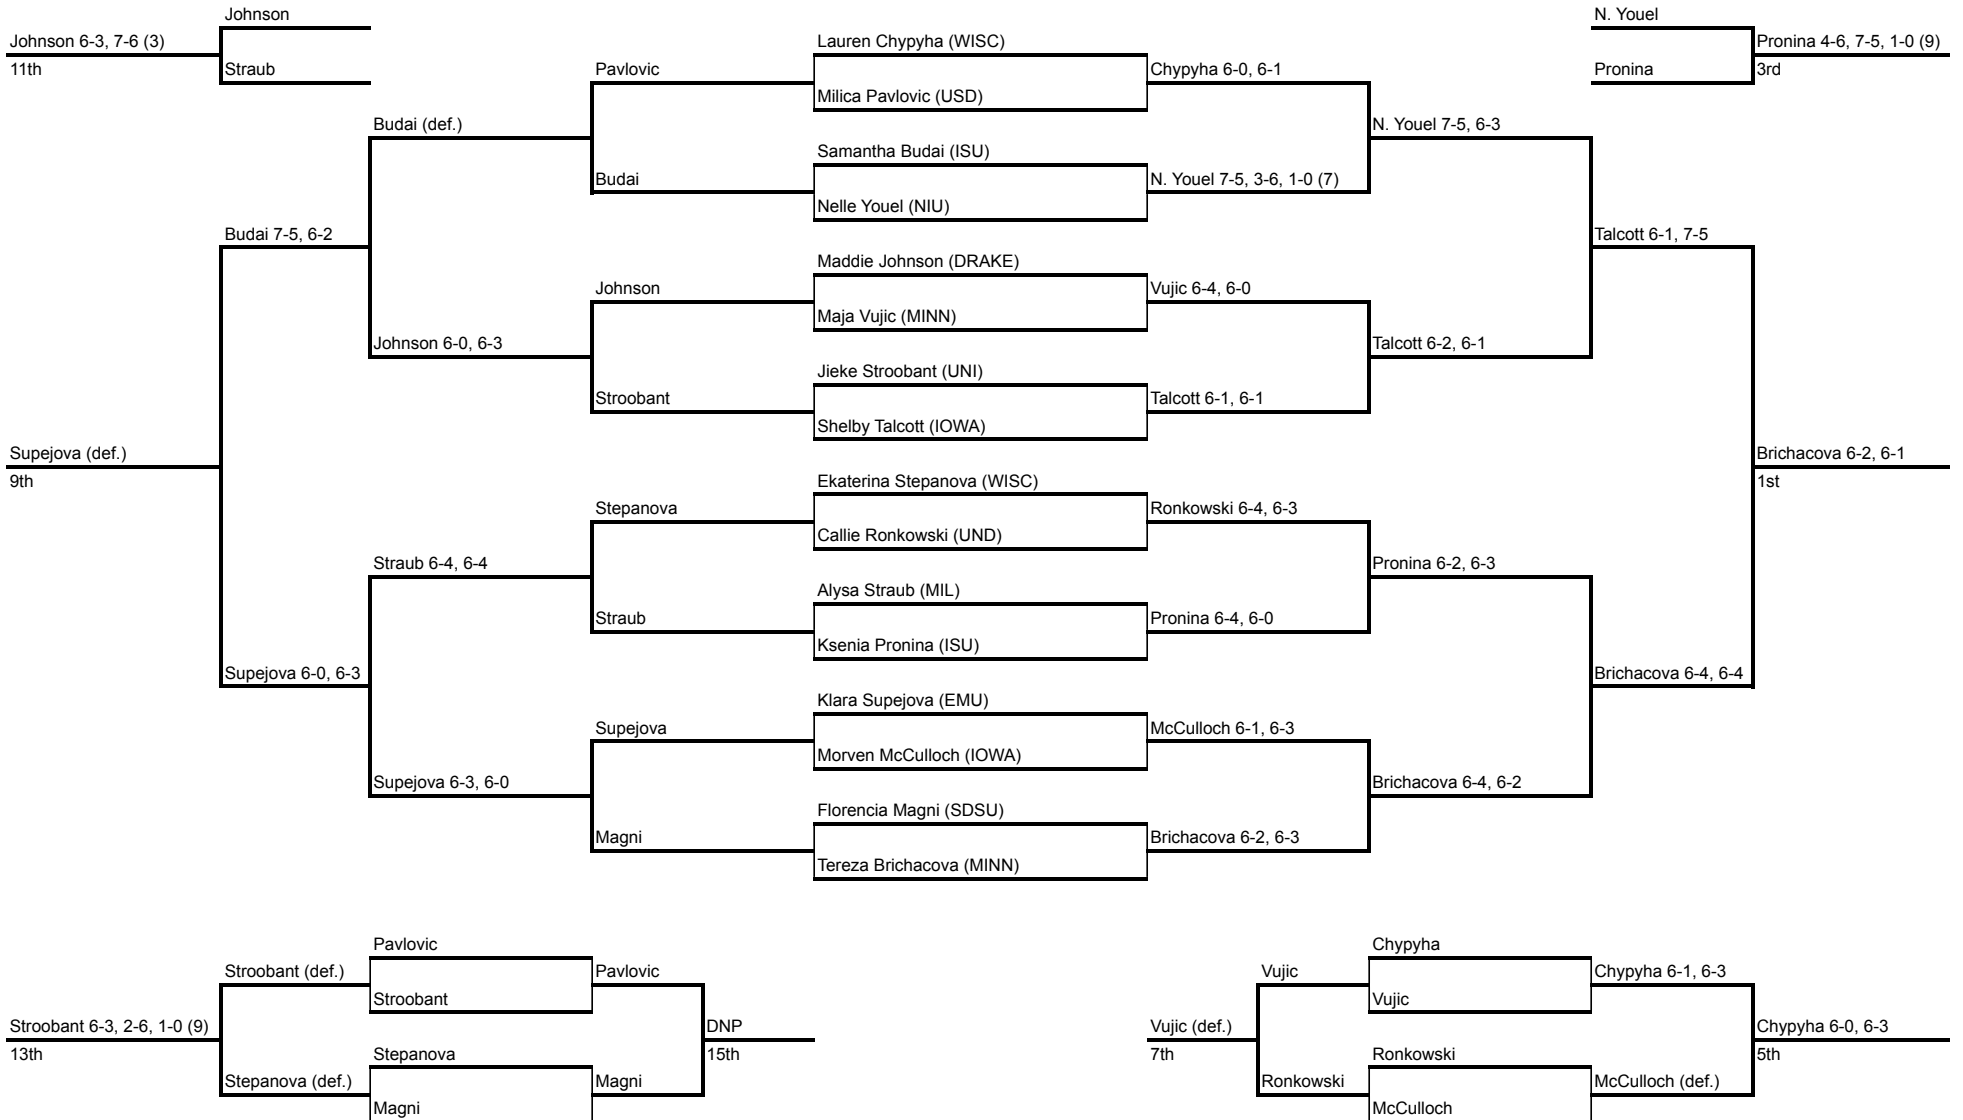 Johnson
Johnson 6-3, 7-6 (3)
11th
Straub
N. Youel
Pronina 4-6, 7-5, 1-0 (9)
Pronina
3rd
Budai (def.)
Budai 7-5, 6-2
Johnson 6-0, 6-3
Supejova (def.)
9th
Straub 6-4, 6-4
Supejova 6-0, 6-3
Supejova 6-3, 6-0
Pavlovic
Budai
Johnson
Stroobant
Stepanova
Straub
Supejova
Magni
Lauren Chypyha (WISC)
Milica Pavlovic (USD)
Samantha Budai (ISU)
Nelle Youel (NIU)
Maddie Johnson (DRAKE)
Maja Vujic (MINN)
Jieke Stroobant (UNI)
Shelby Talcott (IOWA)
Ekaterina Stepanova (WISC)
Callie Ronkowski (UND)
Alysa Straub (MIL)
Ksenia Pronina (ISU)
Klara Supejova (EMU)
Morven McCulloch (IOWA)
Florencia Magni (SDSU)
Tereza Brichacova (MINN)
Chypyha 6-0, 6-1
N. Youel 7-5, 3-6, 1-0 (7)
Vujic 6-4, 6-0
Talcott 6-1, 6-1
Ronkowski 6-4, 6-3
Pronina 6-4, 6-0
McCulloch 6-1, 6-3
Brichacova 6-2, 6-3
N. Youel 7-5, 6-3
Talcott 6-2, 6-1
Pronina 6-2, 6-3
Brichacova 6-4, 6-2
Talcott 6-1, 7-5
Brichacova 6-4, 6-4
Brichacova 6-2, 6-1
1st
Pavlovic
Stroobant (def.)
Pavlovic
Stroobant
Stroobant 6-3, 2-6, 1-0 (9)
13th
DNP
15th
Stepanova
Stepanova (def.)
Magni
Magni
Chypyha
Vujic
Chypyha 6-1, 6-3
Vujic
Vujic (def.)
7th
Chypyha 6-0, 6-3
5th
Ronkowski
Ronkowski
McCulloch (def.)
McCulloch